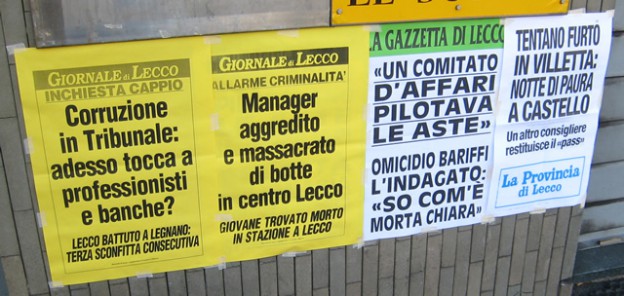 GIORNALE di LECCO
INCHIESTA CAPPIO
Corruzione
in Tribunale:
adesso tocca a
professionisti
e banche?
LECCO BATTUTO A LEGNANO:
TERZA SCONFITTA CONSECUTIVA
GIORNALE di LECCO
ALLARME CRIMINALITA'
Manager
aggredito
e massacrato
di botte
in centro Lecco
GIOVANE TROVATO MORTO
IN STAZIONE A LECCO
LA GAZZETTA DI LECCO
«UN COMITATO
D'AFFARI
PILOTAVA
LE ASTE»
OMICIDIO BARIFFI
L'INDAGATO:
«SO COM'È
MORTA CHIARA»
TENTANO FURTO
IN VILLETTA:
NOTTE DI PAURA
A CASTELLO
Un altro consigliere
restituisce il «pass»
La Provincia
di Lecco